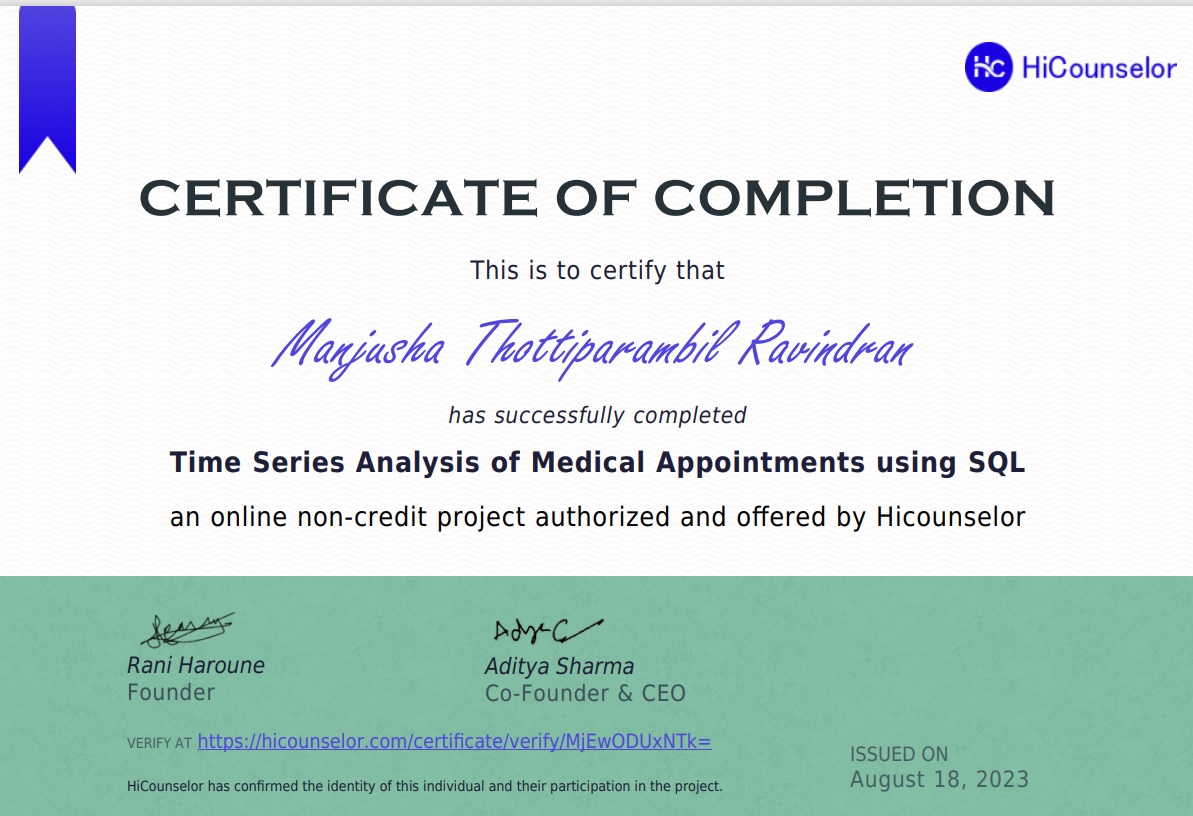 HC HiCounselor
CERTIFICATE OF COMPLETION
This is to certify that
Manjusha Thottiparambil Ravindran
has successfully completed
Time Series Analysis of Medical Appointments using SQL
an online non-credit project authorized and offered by Hicounselor
Rani Haroune
Founder
Aditya Sharma
Co-Founder & CEO
VERIFY AT https://hicounselor.com/certificate/verify/MjEwODUxNTk=
HiCounselor has confirmed the identity of this individual and their participation in the project.
ISSUED ON
August 18, 2023